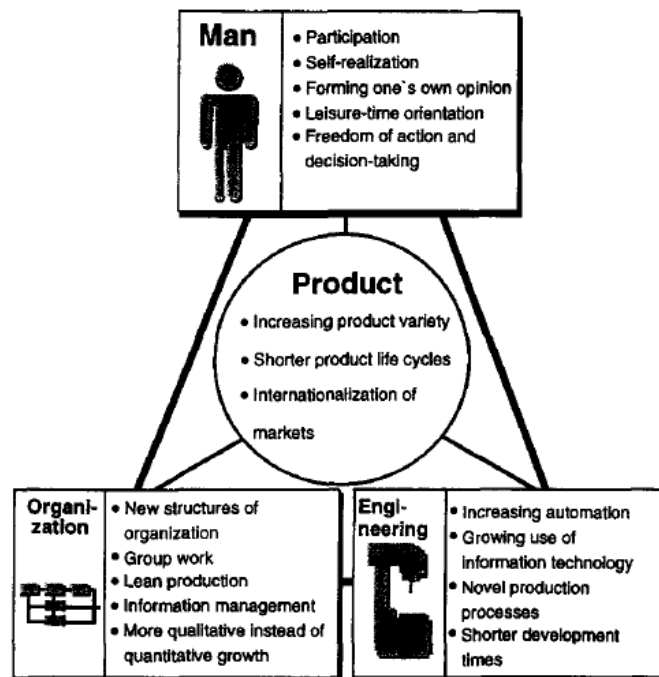 Man
• Participation
• Self-realization
• Forming one`s own opinion
• Leisure-time orientation
• Freedom of action and
decision-taking
Product
• Increasing product variety
• Shorter product life cycles
• Internationalization of
markets
Organi-
zation
• New structures of
organization
• Group work
• Lean production
• Information management
• More qualitative instead of
quantitative growth
Engi-
neering
• Increasing automation
• Growing use of
information technology
• Novel production
processes
• Shorter development
times